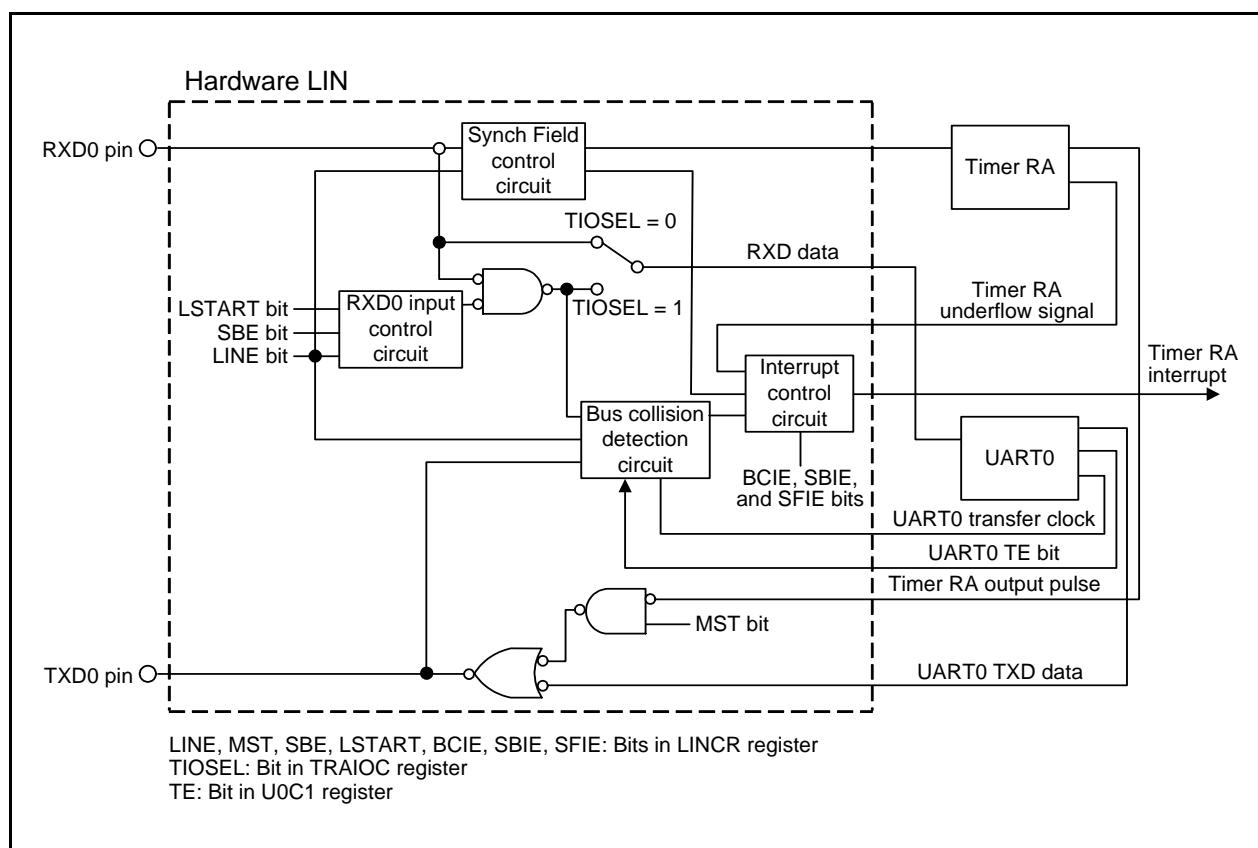 Hardware LIN
RXD0 pin
Synch Field
control
circuit
Timer RA
TIOSEL = 0
RXD data
TIOSEL = 1
LSTART bit
SBE bit
LINE bit
RXD0 input
control
circuit
Timer RA
underflow signal
Timer RA
interrupt
Interrupt
control
circuit
Bus collision
detection
circuit
BCIE, SBIE,
and SFIE bits
UART0
UART0 transfer clock
UART0 TE bit
Timer RA output pulse
MST bit
TXD0 pin
UART0 TXD data
LINE, MST, SBE, LSTART, BCIE, SBIE, SFIE: Bits in LINCR register
TIOSEL: Bit in TRAIOC register
TE: Bit in U0C1 register